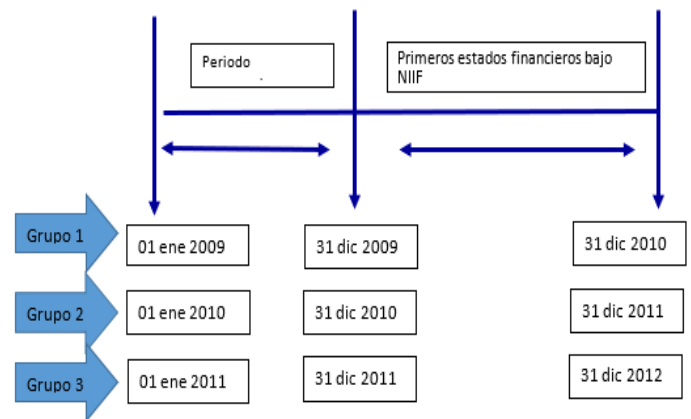 Periodo
.
Primeros estados financieros bajo
NIIF
Grupo 1
01 ene 2009
31 dic 2009
31 dic 2010
Grupo 2
01 ene 2010
31 dic 2010
31 dic 2011
Grupo 3
01 ene 2011
31 dic 2011
31 dic 2012